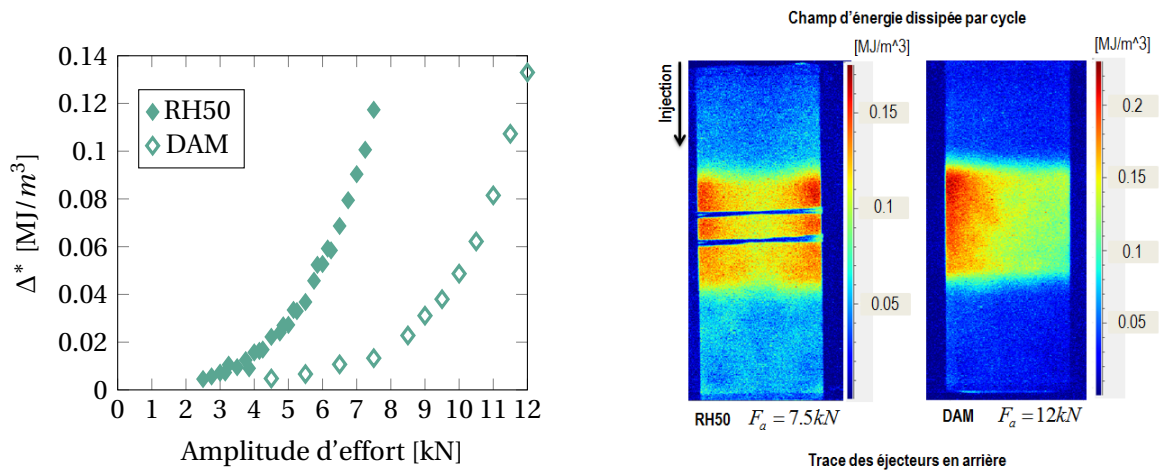 0.14
0.12
0.1
0.08
0.06
0.04
0.02
0
Δ* [MJ/m³]
RH50
DAM
0 1 2 3 4 5 6 7 8 9 10 11 12
Amplitude d'effort [kN]
Champ d'énergie dissipée par cycle
[MJ/m^3] [MJ/m^3]
Injection
0.15
0.1
0.05
0.2
0.15
0.1
0.05
RH50 Fₐ = 7.5kN DAM Fₐ = 12kN
Trace des éjecteurs en arrière